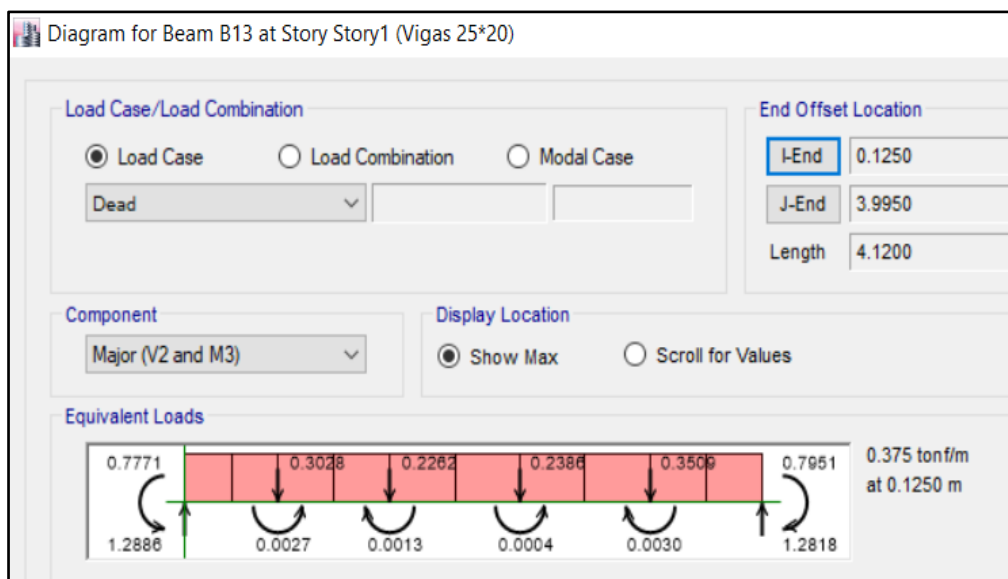 Diagram for Beam B13 at Story Story1 (Vigas 25*20)
Load Case/Load Combination
Load Case Load Combination Modal Case
Dead
End Offset Location
I-End 0.1250
J-End 3.9950
Length 4.1200
Component
Major (V2 and M3)
Display Location
Show Max Scroll for Values
Equivalent Loads
0.7771 0.3028 0.2262 0.2386 0.3509 0.7951
1.2886 0.0027 0.0013 0.0004 0.0030 1.2818
0.375 tonf/m
at 0.1250 m